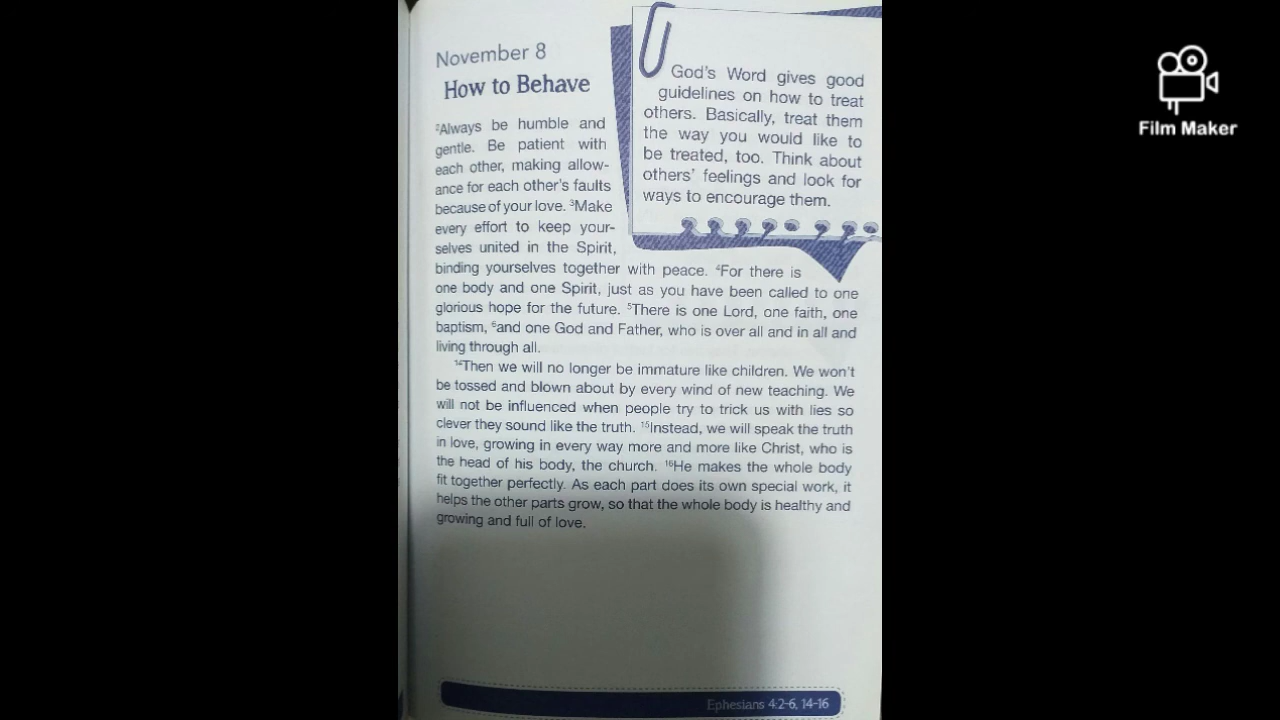 November 8
How to Behave
God's Word gives good
guidelines on how to treat
others. Basically, treat them
the way you would like to
be treated, too. Think about
others' feelings and look for
ways to encourage them.
²Always be humble and
gentle. Be patient with
each other, making allow-
ance for each other's faults
because of your love. ³Make
every effort to keep your-
selves united in the Spirit,
binding yourselves together with peace. ⁴For there is
one body and one Spirit, just as you have been called to one
glorious hope for the future. ⁵There is one Lord, one faith, one
baptism, ⁶and one God and Father, who is over all and in all and
living through all.
¹⁴Then we will no longer be immature like children. We won't
be tossed and blown about by every wind of new teaching. We
will not be influenced when people try to trick us with lies so
clever they sound like the truth. ¹⁵Instead, we will speak the truth
in love, growing in every way more and more like Christ, who is
the head of his body, the church. ¹⁶He makes the whole body
fit together perfectly. As each part does its own special work, it
helps the other parts grow, so that the whole body is healthy and
growing and full of love.
Ephesians 4:2-6, 14-16
Film Maker